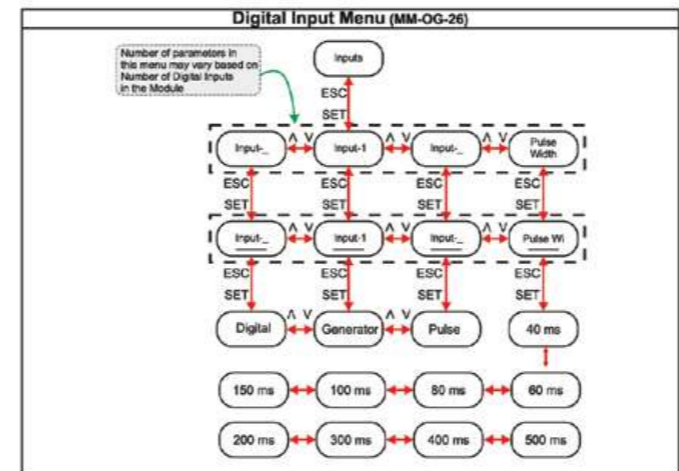 Digital Input Menu (MM-OG-26)
Number of parameters in
this menu may vary based on
Number of Digital Inputs
in the Module
Inputs
ESC
SET
Input-_ Λ V Input-1 Λ V Input-_ Λ V Pulse
Width
ESC ESC ESC ESC
SET SET SET SET
Input-_ Λ V Input-1 Λ V Input-_ Λ V Pulse Wi
ESC ESC ESC ESC
SET SET SET SET
Digital Λ V Generator Λ V Pulse 40 ms
150 ms 100 ms 80 ms 60 ms
200 ms 300 ms 400 ms 500 ms